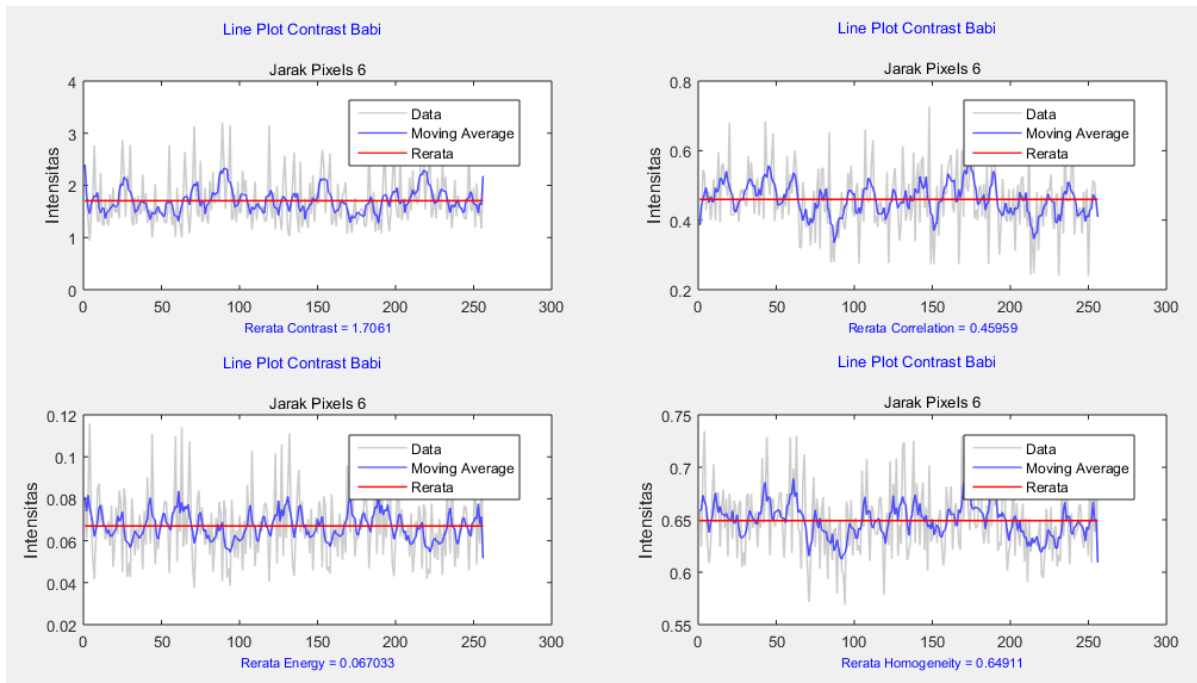 Line Plot Contrast Babi
Jarak Pixels 6
4
3
2
1
0
Intensitas
Data
Moving Average
Rerata
0 50 100 150 200 250 300
Rerata Contrast = 1.7061
Line Plot Contrast Babi
Jarak Pixels 6
0.8
0.6
0.4
0.2
Intensitas
Data
Moving Average
Rerata
0 50 100 150 200 250 300
Rerata Correlation = 0.45959
Line Plot Contrast Babi
Jarak Pixels 6
0.12
0.1
0.08
0.06
0.04
0.02
Intensitas
Data
Moving Average
Rerata
0 50 100 150 200 250 300
Rerata Energy = 0.067033
Line Plot Contrast Babi
Jarak Pixels 6
0.75
0.7
0.65
0.6
0.55
Intensitas
Data
Moving Average
Rerata
0 50 100 150 200 250 300
Rerata Homogeneity = 0.64911